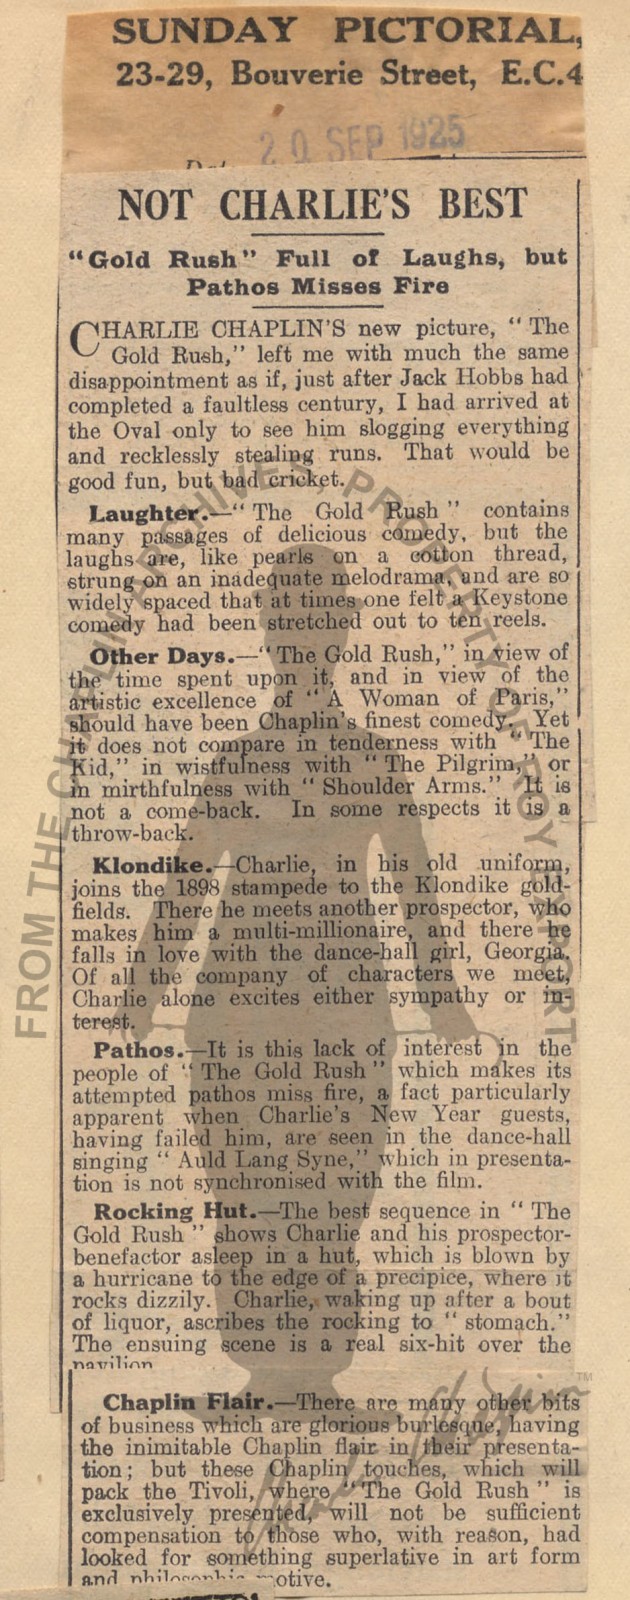 SUNDAY PICTORIAL,
23-29, Bouverie Street, E.C.4
20 SEP 1925
NOT CHARLIE'S BEST
"Gold Rush" Full of Laughs, but
Pathos Misses Fire
CHARLIE CHAPLIN'S new picture, "The
Gold Rush," left me with much the same
disappointment as if, just after Jack Hobbs had
completed a faultless century, I had arrived at
the Oval only to see him slogging everything
and recklessly stealing runs. That would be
good fun, but bad cricket.
Laughter.—"The Gold Rush" contains
many passages of delicious comedy, but the
laughs are, like pearls on a cotton thread,
strung on an inadequate melodrama, and are so
widely spaced that at times one felt a Keystone
comedy had been stretched out to ten reels.
Other Days.—"The Gold Rush," in view of
the time spent upon it, and in view of the
artistic excellence of "A Woman of Paris,"
should have been Chaplin's finest comedy. Yet
it does not compare in tenderness with "The
Kid," in wistfulness with "The Pilgrim," or
in mirthfulness with "Shoulder Arms." It is
not a come-back. In some respects it is a
throw-back.
Klondike.—Charlie, in his old uniform,
joins the 1898 stampede to the Klondike gold-
fields. There he meets another prospector, who
makes him a multi-millionaire, and there he
falls in love with the dance-hall girl, Georgia.
Of all the company of characters we meet,
Charlie alone excites either sympathy or in-
terest.
Pathos.—It is this lack of interest in the
people of "The Gold Rush" which makes its
attempted pathos miss fire, a fact particularly
apparent when Charlie's New Year guests,
having failed him, are seen in the dance-hall
singing "Auld Lang Syne," which in presenta-
tion is not synchronised with the film.
Rocking Hut.—The best sequence in "The
Gold Rush" shows Charlie and his prospector-
benefactor asleep in a hut, which is blown by
a hurricane to the edge of a precipice, where it
rocks dizzily. Charlie, waking up after a bout
of liquor, ascribes the rocking to "stomach."
The ensuing scene is a real six-hit over the
pavilion
Chaplin Flair.—There are many other bits
of business which are glorious burlesque, having
the inimitable Chaplin flair in their presenta-
tion; but these Chaplin touches, which will
pack the Tivoli, where "The Gold Rush" is
exclusively presented, will not be sufficient
compensation to those who, with reason, had
looked for something superlative in art form
and philosophic motive.
FROM THE CHAPLIN ARCHIVES, PROPERTY OF ROY EXPORT
TM